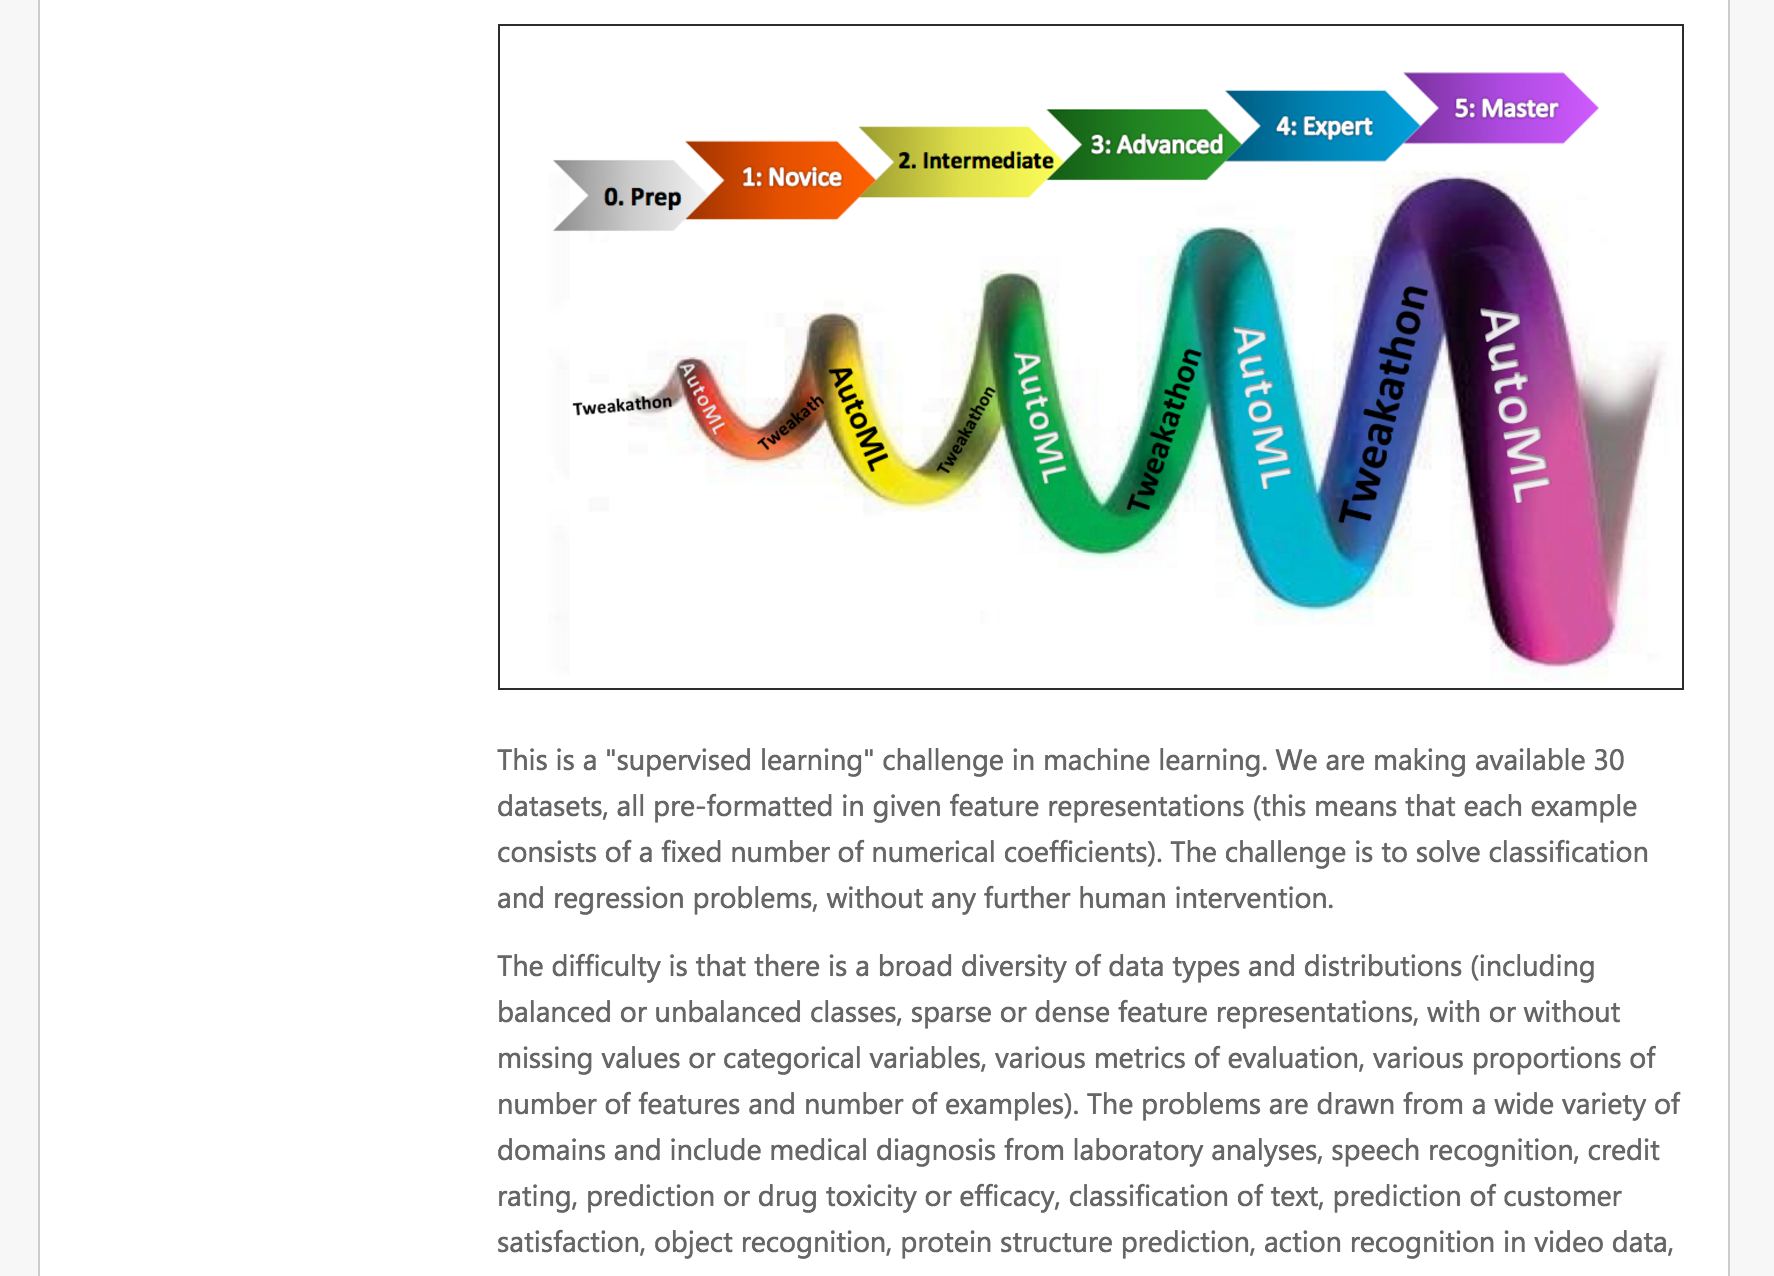 0. Prep
1: Novice
2. Intermediate
3: Advanced
4: Expert
5: Master
Tweakathon
AutoML
Tweakath
AutoML
Tweakathon
AutoML
Tweakathon
AutoML
Tweakathon
AutoML
This is a "supervised learning" challenge in machine learning. We are making available 30
datasets, all pre-formatted in given feature representations (this means that each example
consists of a fixed number of numerical coefficients). The challenge is to solve classification
and regression problems, without any further human intervention.
The difficulty is that there is a broad diversity of data types and distributions (including
balanced or unbalanced classes, sparse or dense feature representations, with or without
missing values or categorical variables, various metrics of evaluation, various proportions of
number of features and number of examples). The problems are drawn from a wide variety of
domains and include medical diagnosis from laboratory analyses, speech recognition, credit
rating, prediction or drug toxicity or efficacy, classification of text, prediction of customer
satisfaction, object recognition, protein structure prediction, action recognition in video data,